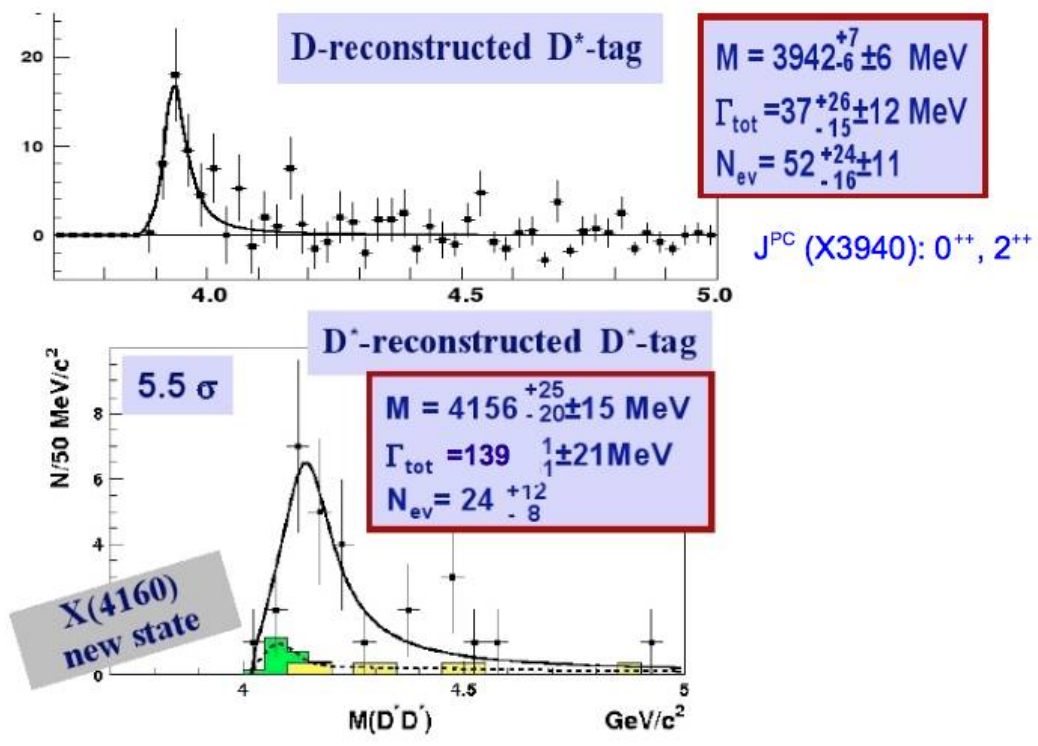 D-reconstructed D*-tag
M = 3942 +7 -6 ±6 MeV
Γtot =37 +26 -15 ±12 MeV
Nev = 52 +24 -16 ±11
J^PC (X3940): 0⁺⁺, 2⁺⁺
20
10
0
4.0
4.5
5.0
D*-reconstructed D*-tag
5.5 σ
M = 4156 +25 -20 ±15 MeV
Γtot =139 1 1 ±21MeV
Nev = 24 +12 - 8
X(4160)
new state
N/50 MeV/c²
8
6
4
0
4
4.5
5
M(D*D*)
GeV/c²